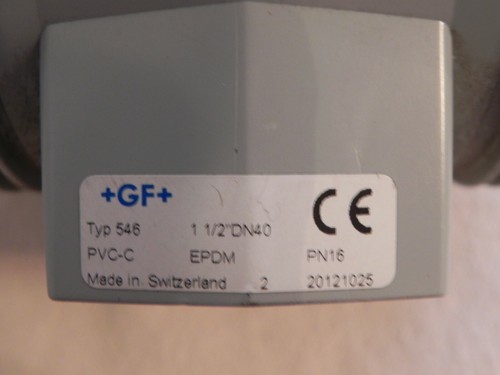 +GF+ CE
Typ 546 1 1/2"DN40
PVC-C EPDM PN16
Made in Switzerland 2 20121025